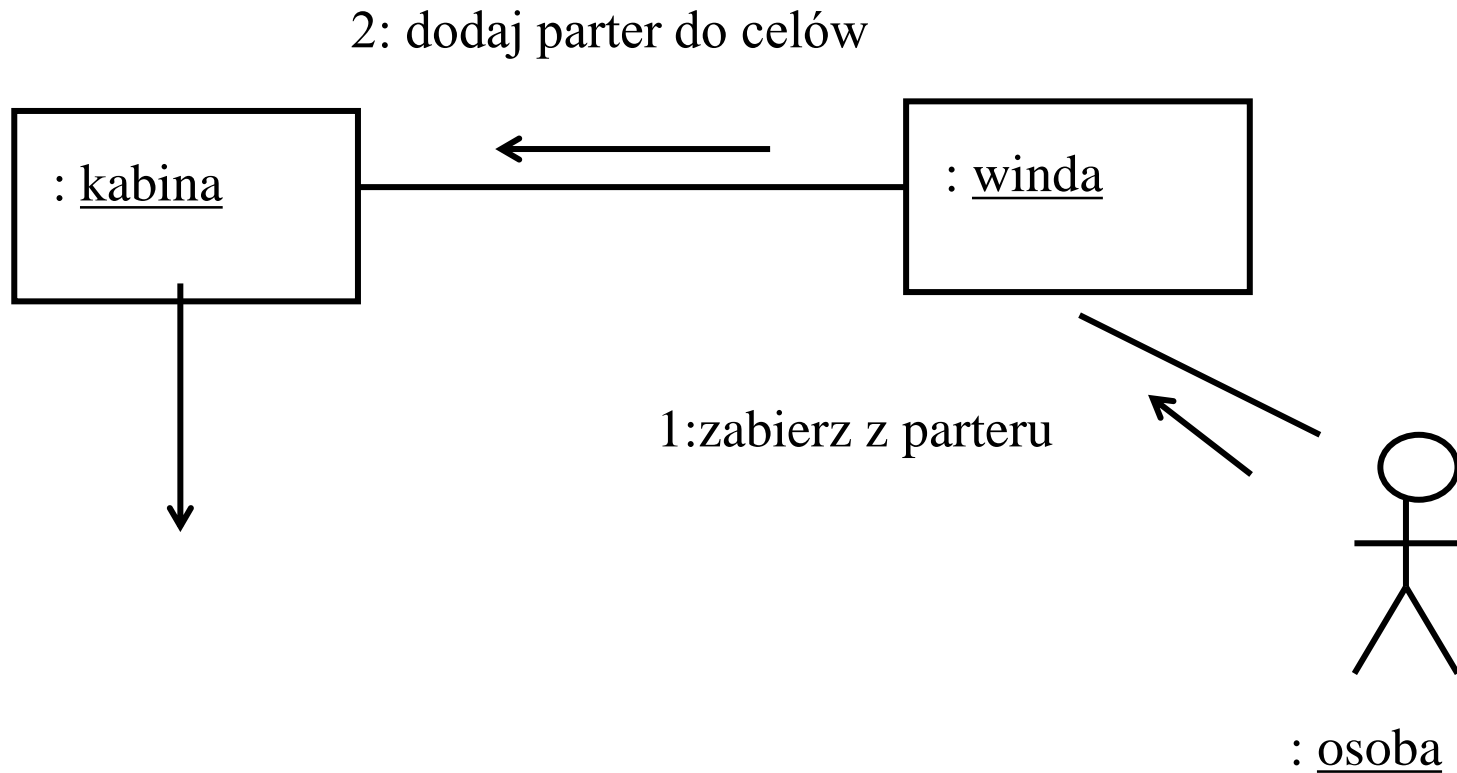 2: dodaj parter do celów
: kabina
: winda
1:zabierz z parteru
: osoba